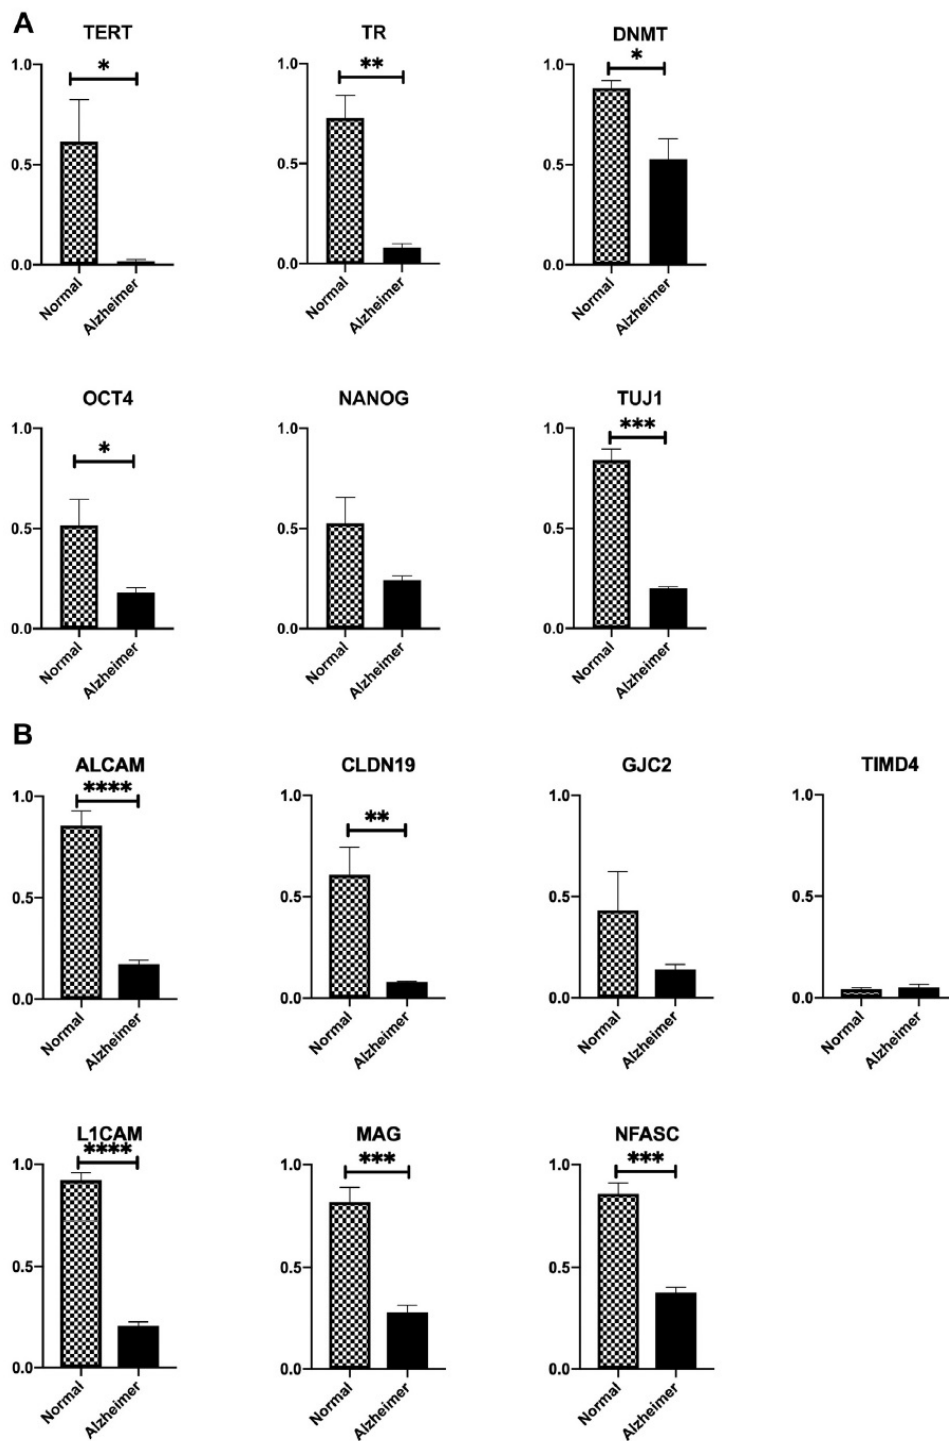 A
TERT TR DNMT
* ** *
1.0 1.0 1.0
0.5 0.5 0.5
0.0 0.0 0.0
Normal Alzheimer Normal Alzheimer Normal Alzheimer
OCT4 NANOG TUJ1
* ***
1.0 1.0 1.0
0.5 0.5 0.5
0.0 0.0 0.0
Normal Alzheimer Normal Alzheimer Normal Alzheimer
B
ALCAM CLDN19 GJC2 TIMD4
**** **
1.0 1.0 1.0 1.0
0.5 0.5 0.5 0.5
0.0 0.0 0.0 0.0
Normal Alzheimer Normal Alzheimer Normal Alzheimer Normal Alzheimer
L1CAM MAG NFASC
**** *** ***
1.0 1.0 1.0
0.5 0.5 0.5
0.0 0.0 0.0
Normal Alzheimer Normal Alzheimer Normal Alzheimer